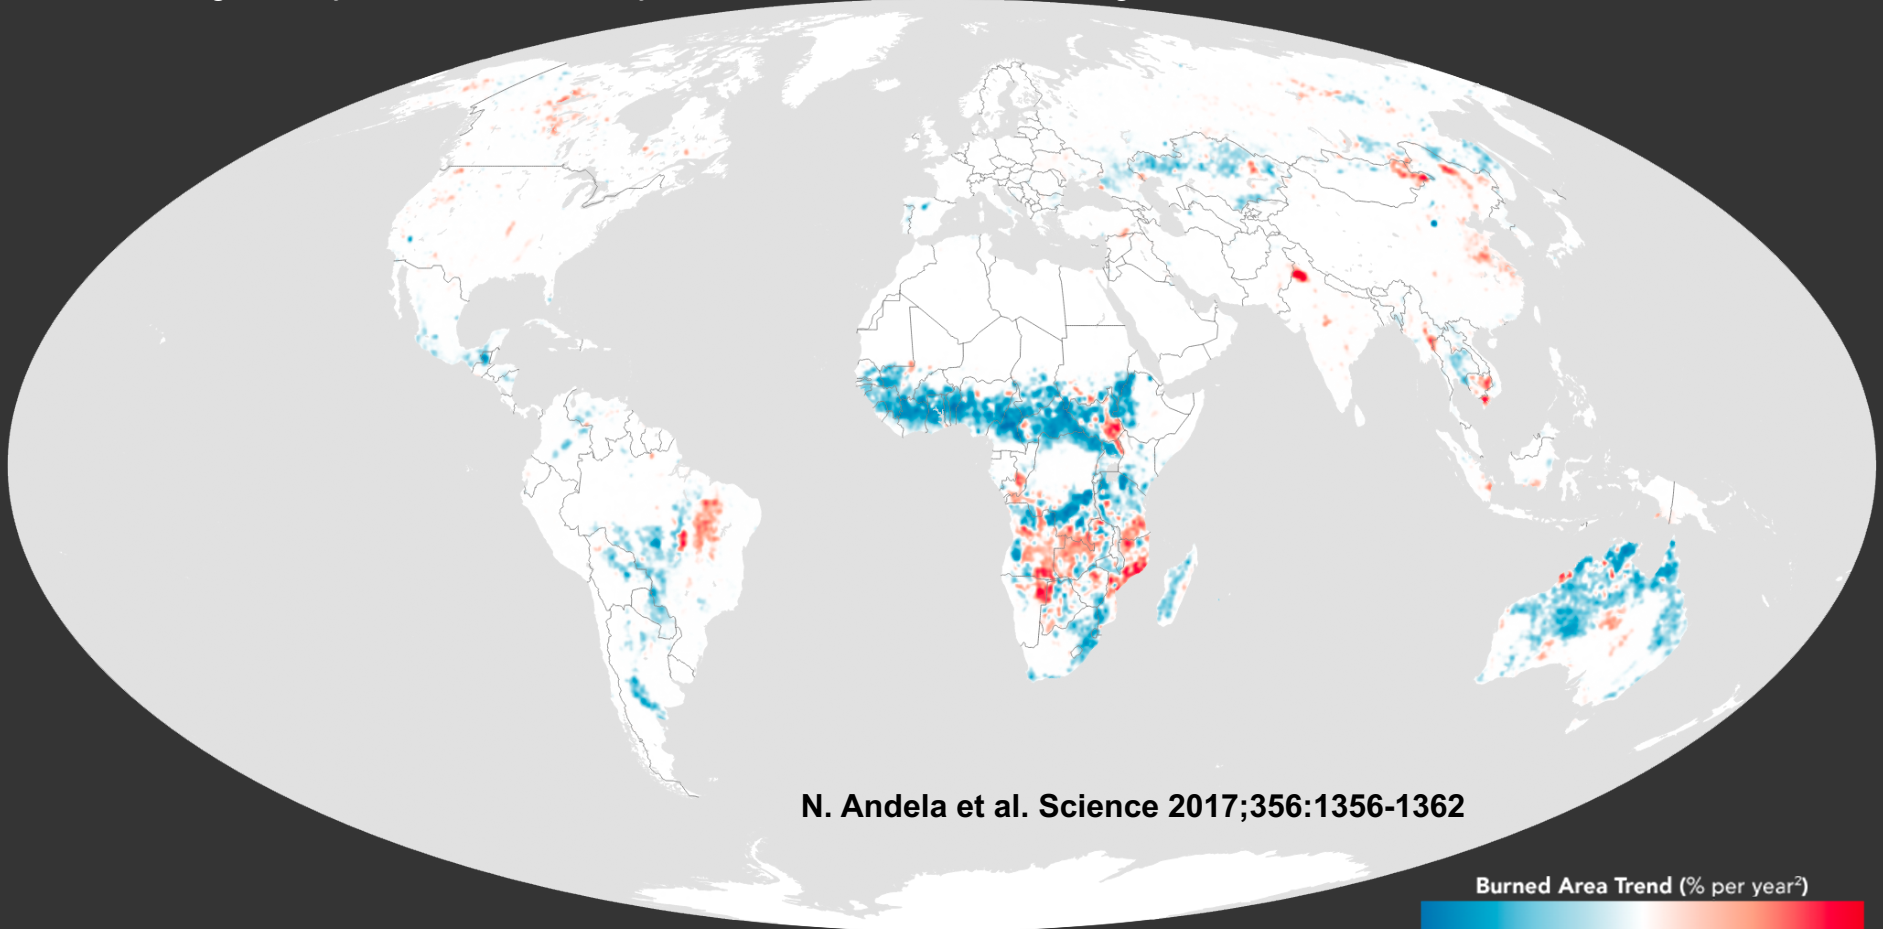 N. Andela et al. Science 2017;356:1356-1362
Burned Area Trend (% per year²)